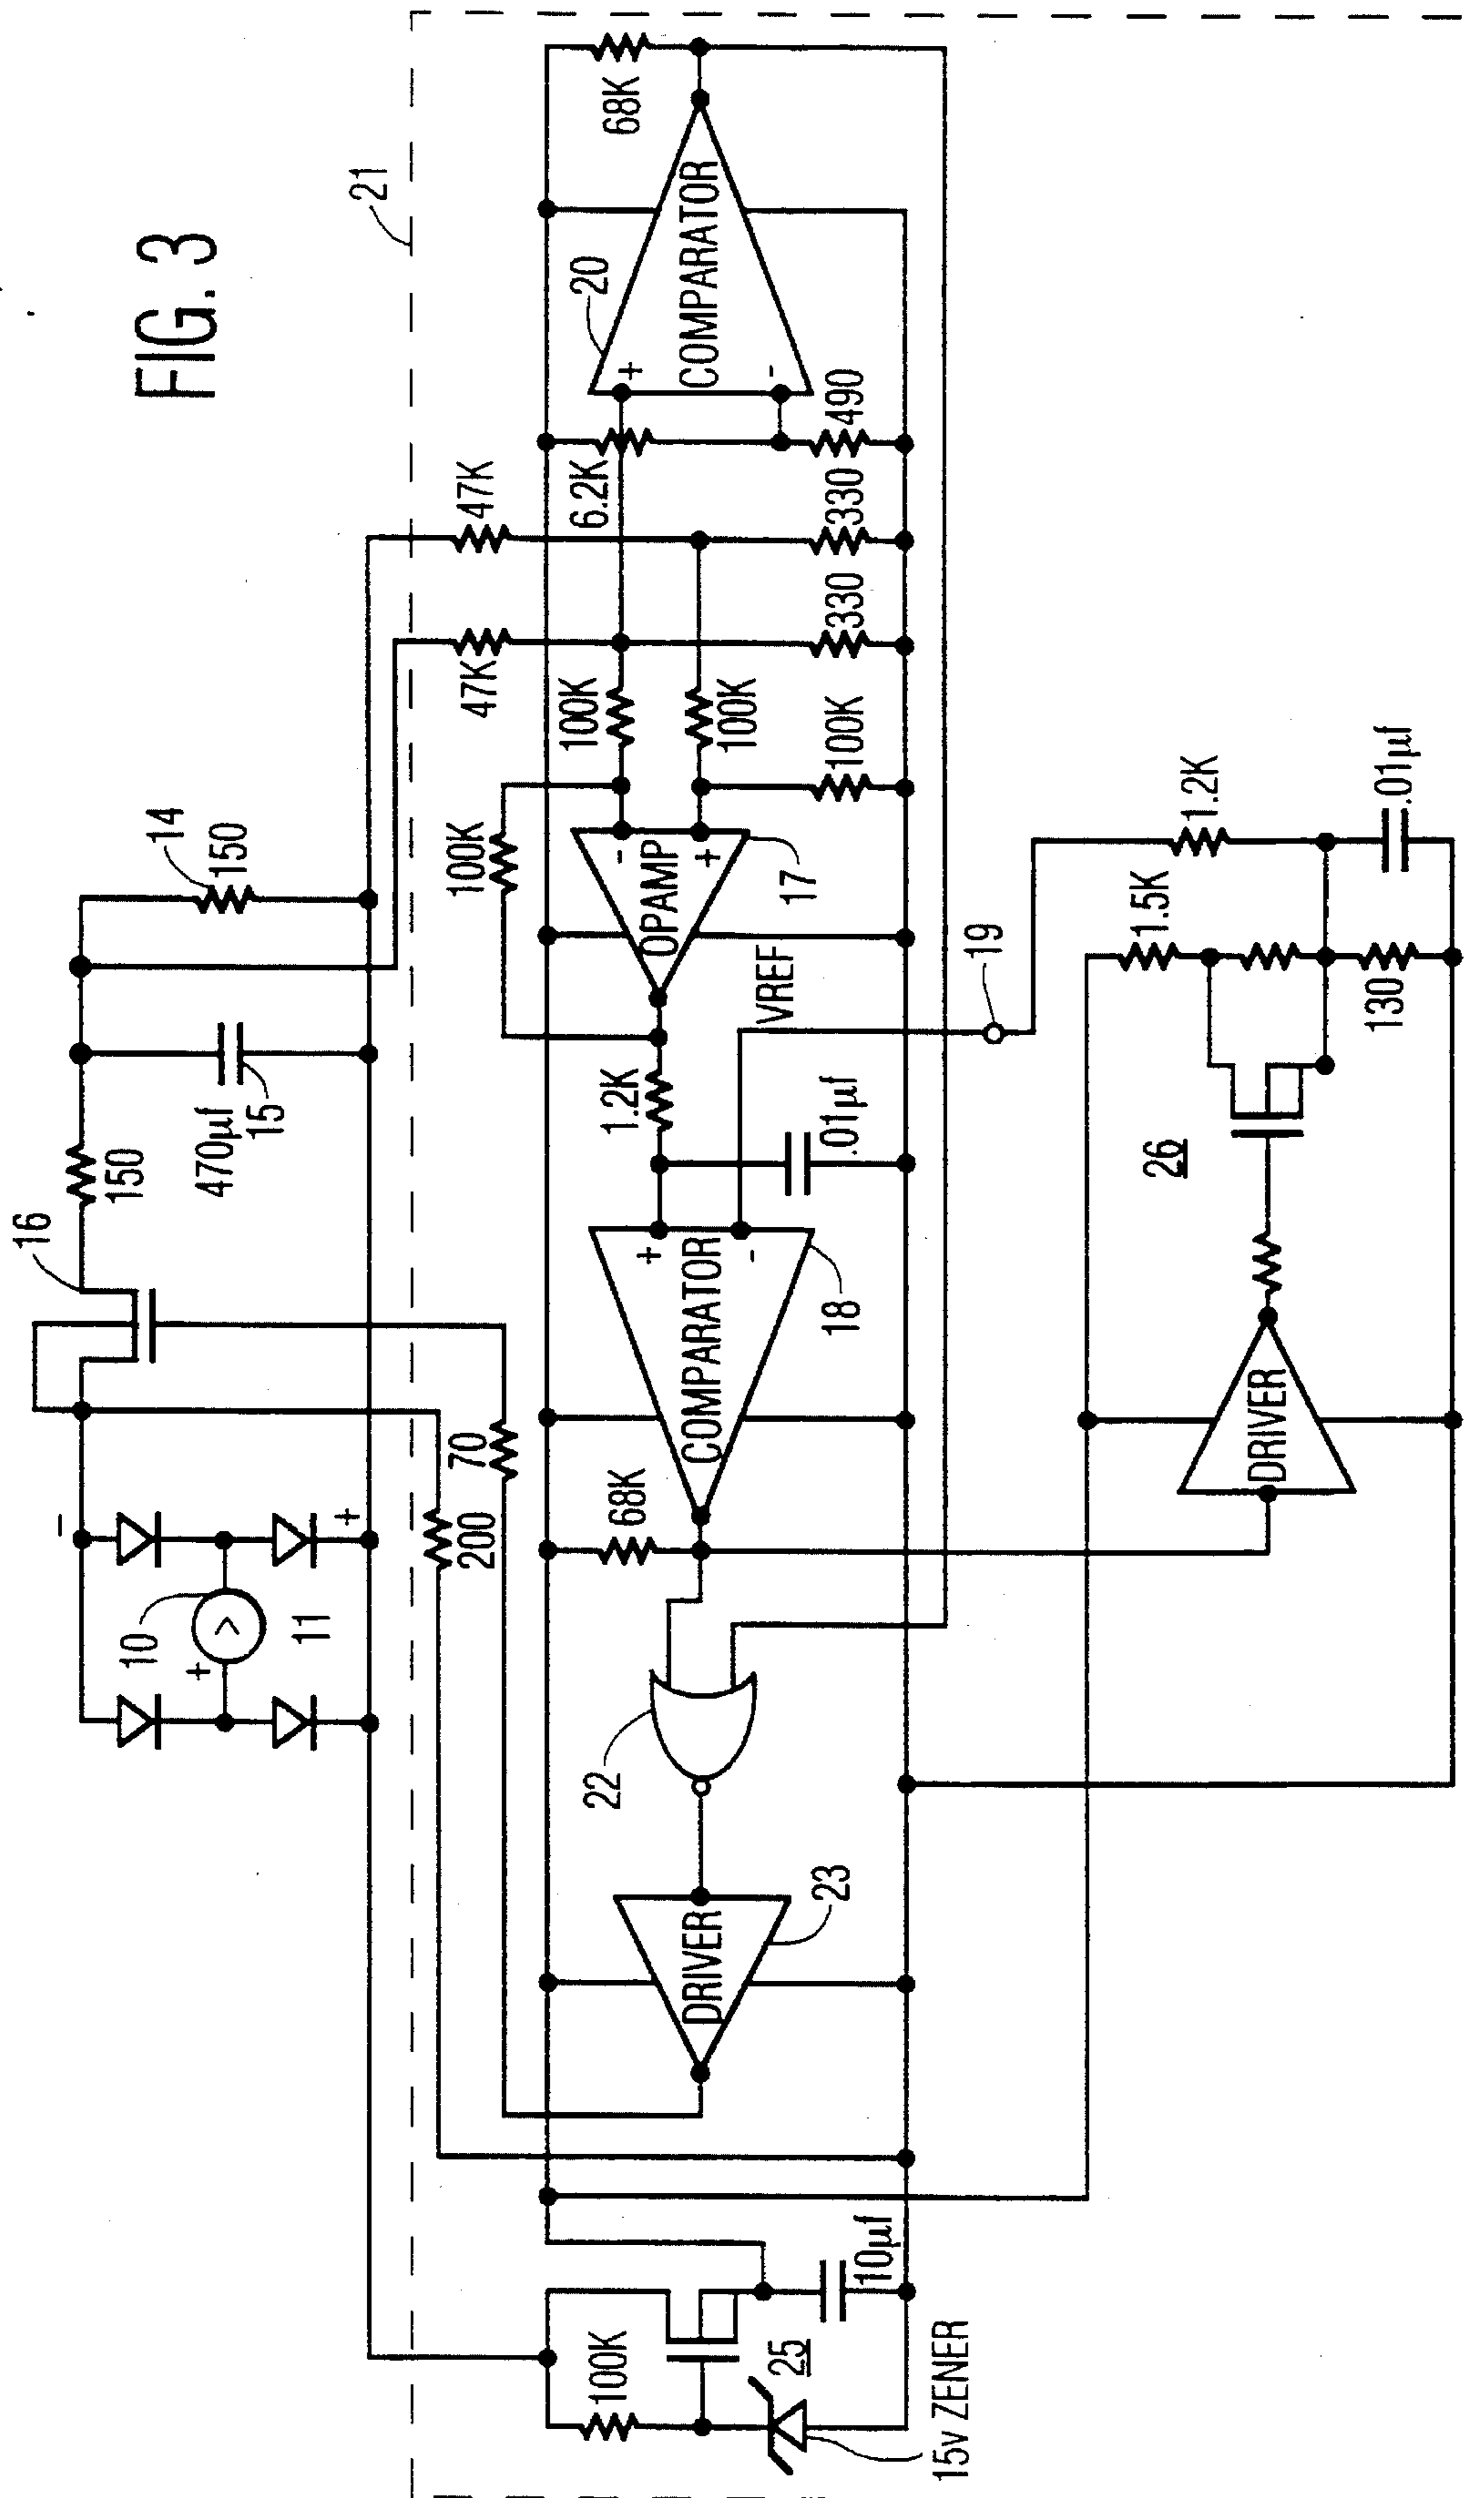 FIG. 3
16
150
470µf
15
14
150
21
10
11
+
−
+
200
70
47K
47K
100K
100K
100K
100K
6.2K
330
330
490
20
+
-
COMPARATOR
68K
OPAMP
-
+
17
1.2K
VREF
.01µf
19
COMPARATOR
+
-
18
68K
22
DRIVER
23
100K
25
10µf
15v ZENER
DRIVER
26
1.5K
130
1.2K
.01µf